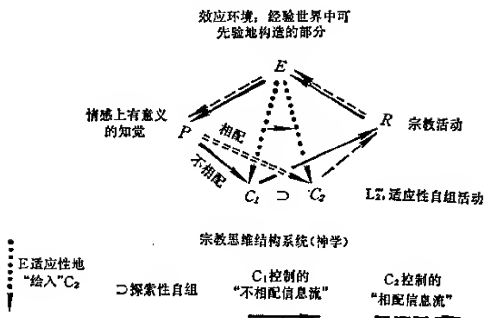 效应环境：经验世界中可
先验地构造的部分
E
情感上有意义
的知觉
P
相配
不相配
R
宗教活动
C₁ ⊃ C₂
适应性自组活动
宗教思维结构系统(神学)
E适应性地
“绘入”C₂
⊃探索性自组
C₁控制的
“不相配信息流”
C₂控制的
“相配信息流”